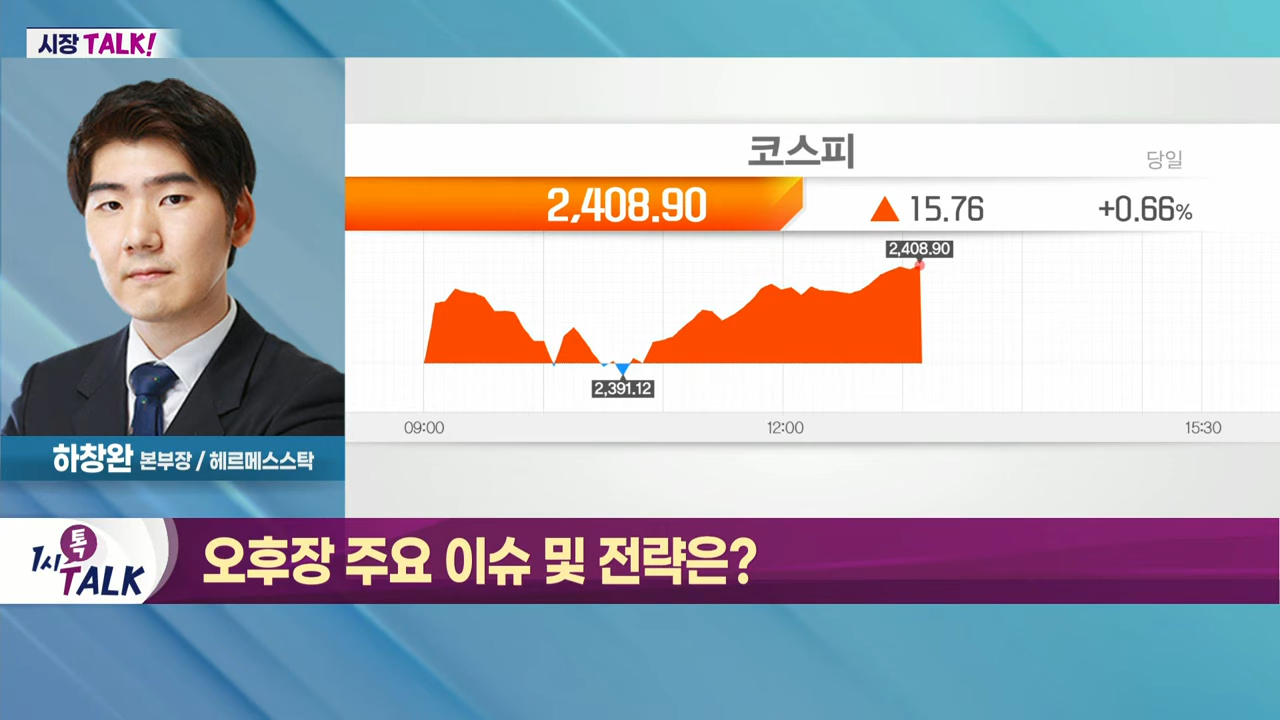 시장 TALK!
코스피
당일
2,408.90 ▲ 15.76 +0.66%
2,408.90
2,391.12
09:00 12:00 15:30
하창완 본부장 / 헤르메스스탁
1시 톡 TALK
오후장 주요 이슈 및 전략은?